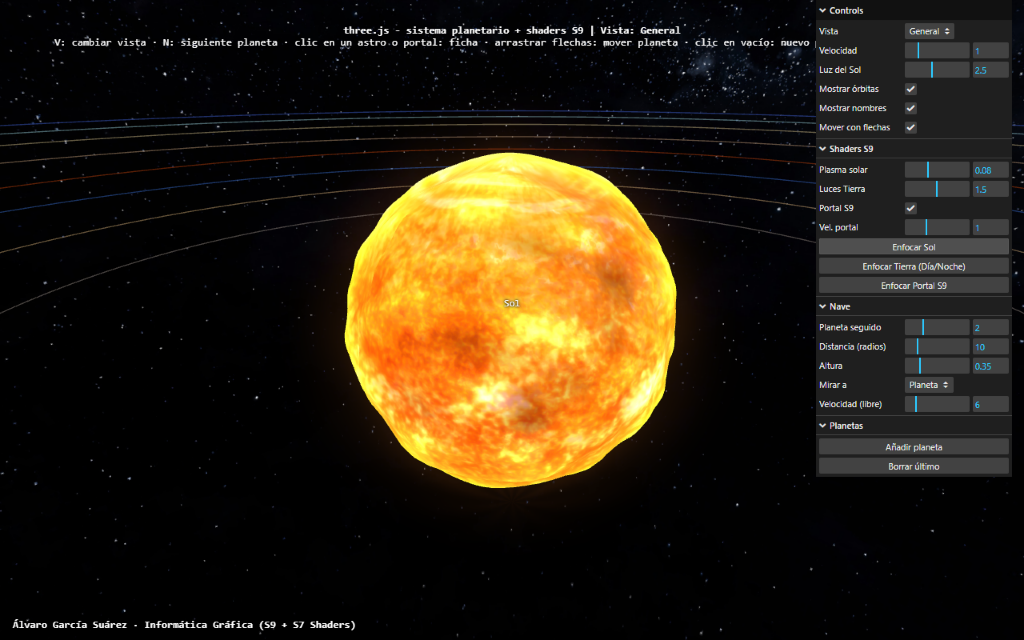 three.js - sistema planetario + shaders S9 | Vista: General
V: cambiar vista · N: siguiente planeta · clic en un astro o portal: ficha · arrastrar flechas: mover planeta · clic en vacío: nuevo
Sol
Álvaro García Suárez - Informática Gráfica (S9 + S7 Shaders)
Controls
Vista General
Velocidad 1
Luz del Sol 2.5
Mostrar órbitas
Mostrar nombres
Mover con flechas
Shaders S9
Plasma solar 0.08
Luces Tierra 1.5
Portal S9
Vel. portal 1
Enfocar Sol
Enfocar Tierra (Día/Noche)
Enfocar Portal S9
Nave
Planeta seguido 2
Distancia (radios) 10
Altura 0.35
Mirar a Planeta
Velocidad (libre) 6
Planetas
Añadir planeta
Borrar último